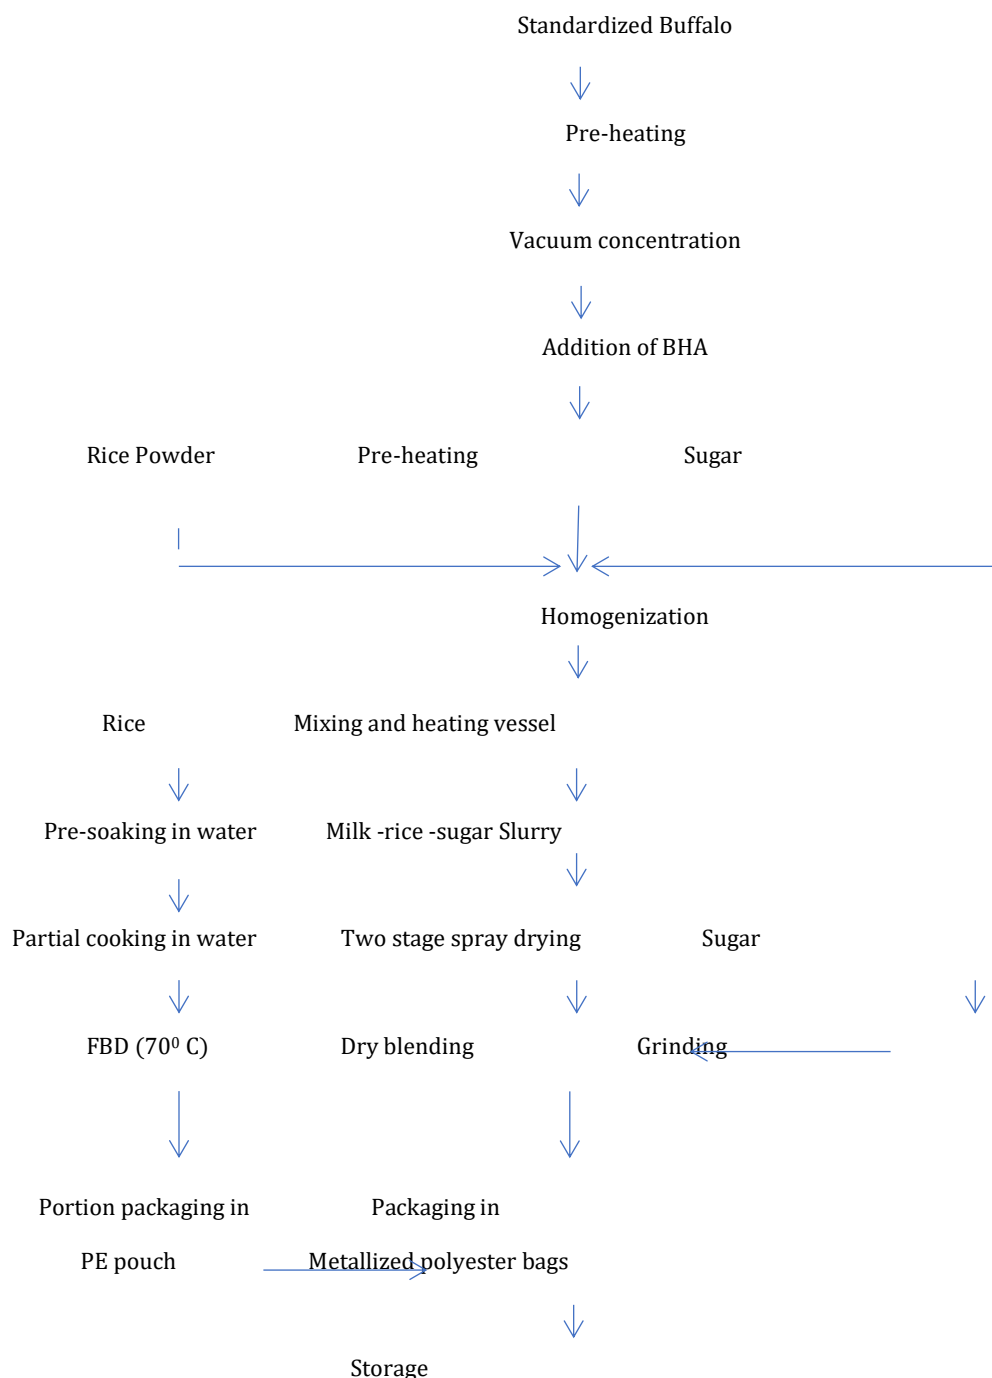 Standardized Buffalo
Pre-heating
Vacuum concentration
Addition of BHA
Rice Powder Pre-heating Sugar
Homogenization
Rice Mixing and heating vessel
Pre-soaking in water Milk -rice -sugar Slurry
Partial cooking in water Two stage spray drying Sugar
FBD (70⁰ C) Dry blending Grinding
Portion packaging in Packaging in
PE pouch Metallized polyester bags
Storage